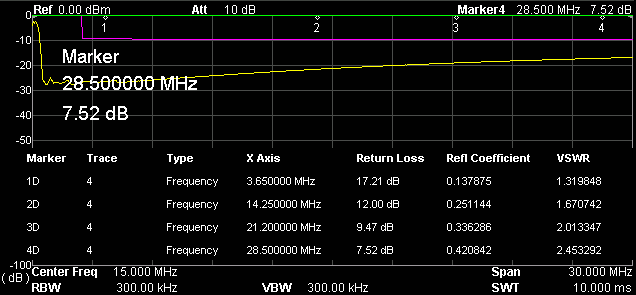 Ref 0.00 dBm Att 10 dB Marker4 28.500 MHz 7.52 dB
0
1 2 3 4
-10
Marker
-20
28.500000 MHz
-30
7.52 dB
-40
-50
Marker Trace Type X Axis Return Loss Refl Coefficient VSWR
1D 4 Frequency 3.650000 MHz 17.21 dB 0.137875 1.319848
2D 4 Frequency 14.250000 MHz 12.00 dB 0.251144 1.670742
3D 4 Frequency 21.200000 MHz 9.47 dB 0.336286 2.013347
4D 4 Frequency 28.500000 MHz 7.52 dB 0.420842 2.453292
-100
(dB) Center Freq 15.000 MHz Span 30.000 MHz
RBW 300.00 kHz VBW 300.00 kHz SWT 10.000 ms